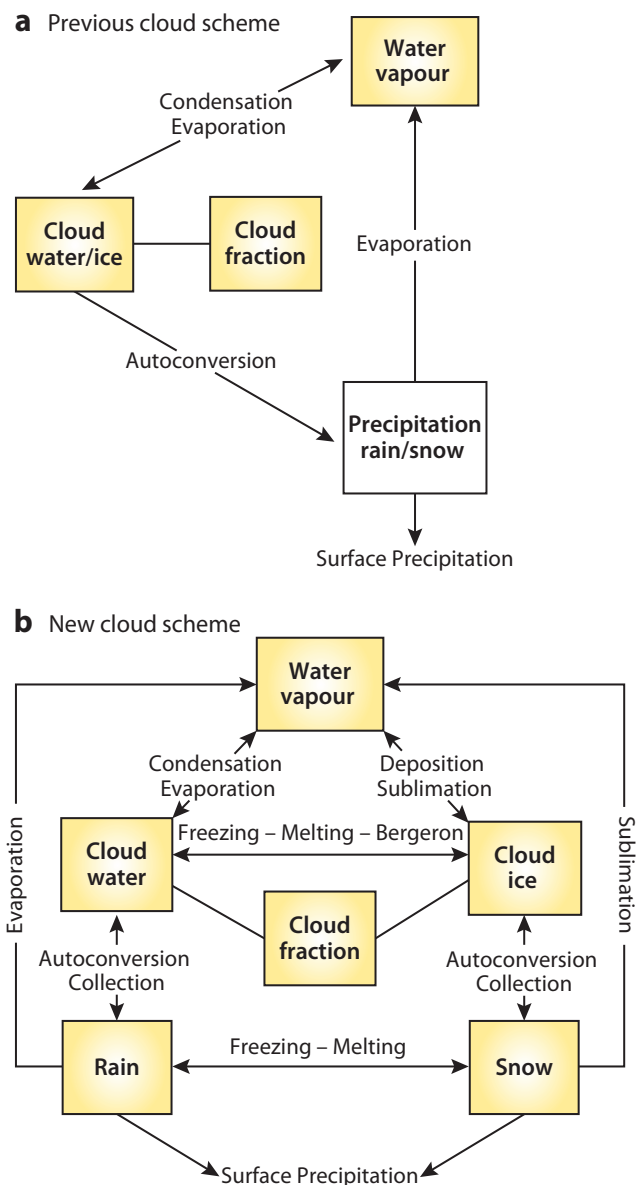 a Previous cloud scheme
Water
vapour
Condensation
Evaporation
Cloud
water/ice
Cloud
fraction
Evaporation
Autoconversion
Precipitation
rain/snow
Surface Precipitation
b New cloud scheme
Water
vapour
Condensation
Evaporation
Deposition
Sublimation
Evaporation
Cloud
water
Freezing – Melting – Bergeron
Cloud
ice
Sublimation
Cloud
fraction
Autoconversion
Collection
Autoconversion
Collection
Rain
Freezing – Melting
Snow
Surface Precipitation